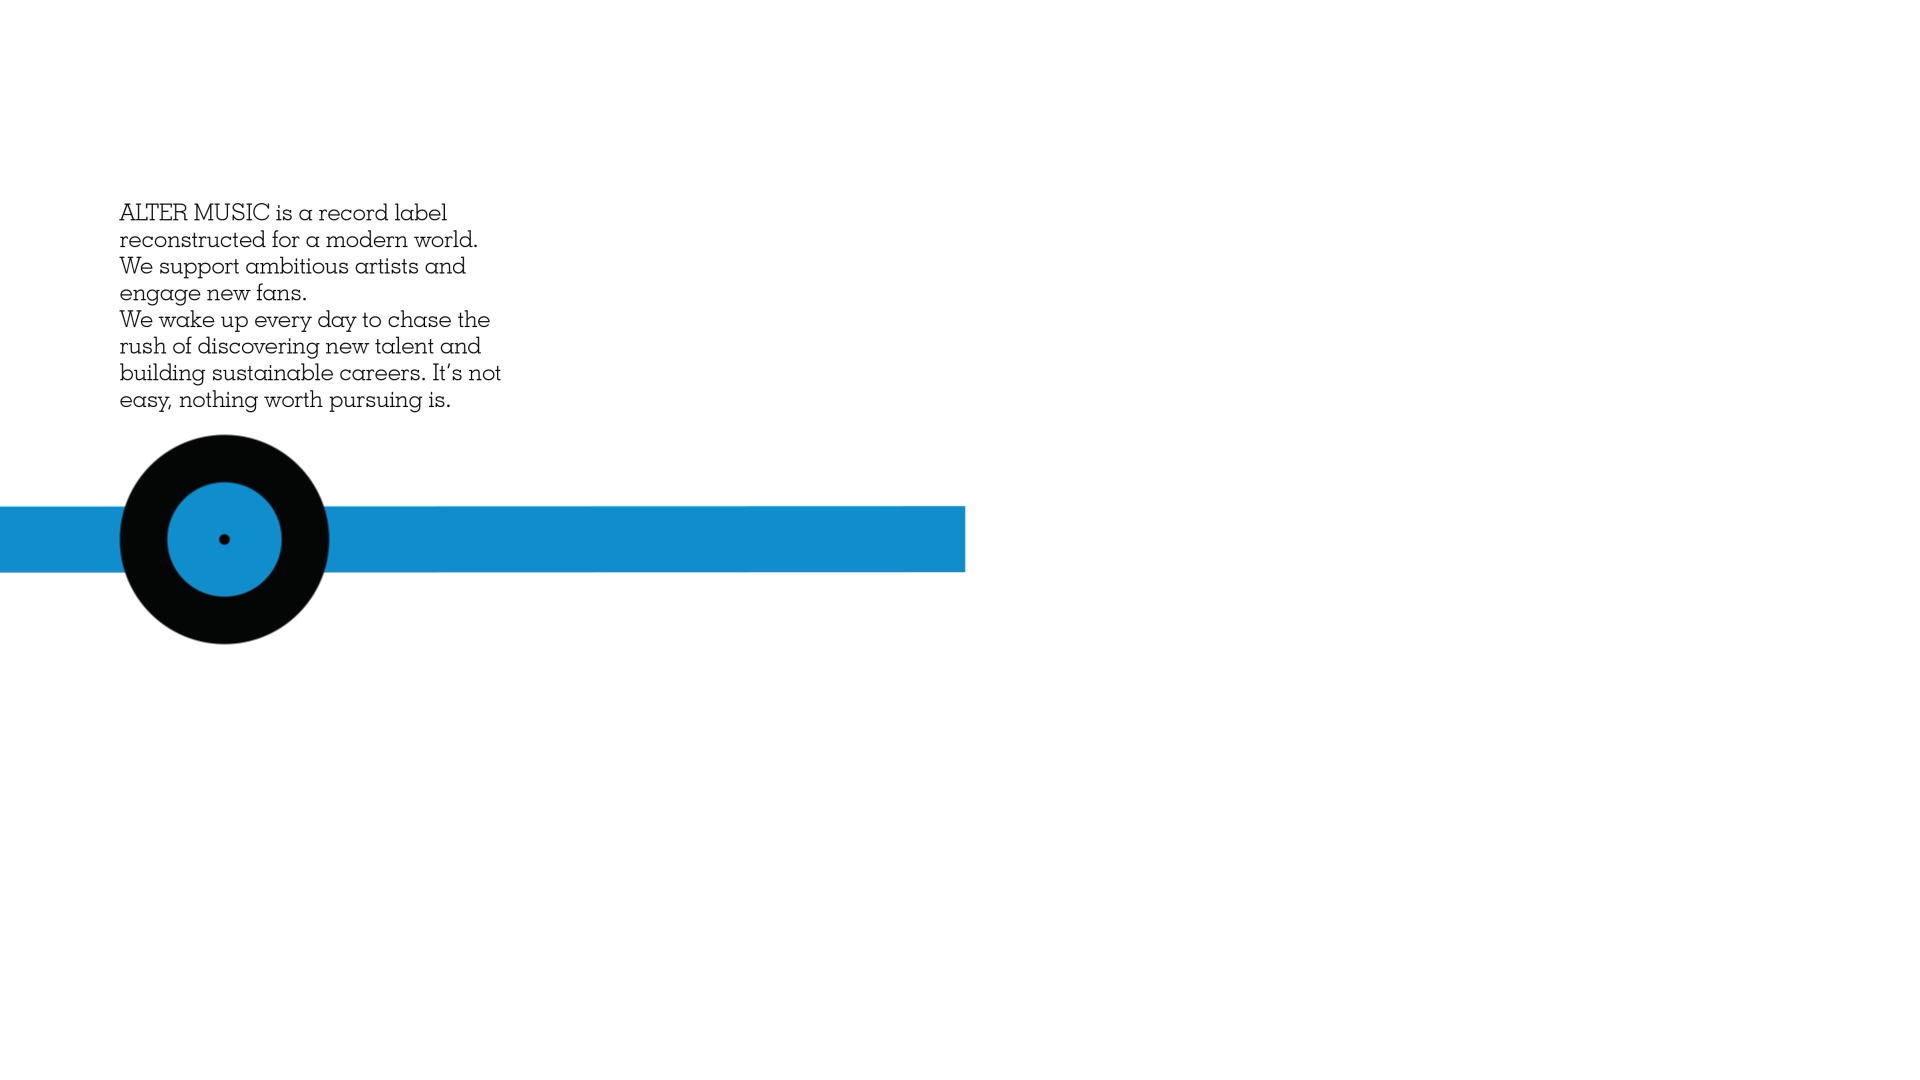 ALTER MUSIC is a record label
reconstructed for a modern world.
We support ambitious artists and
engage new fans.
We wake up every day to chase the
rush of discovering new talent and
building sustainable careers. It’s not
easy, nothing worth pursuing is.